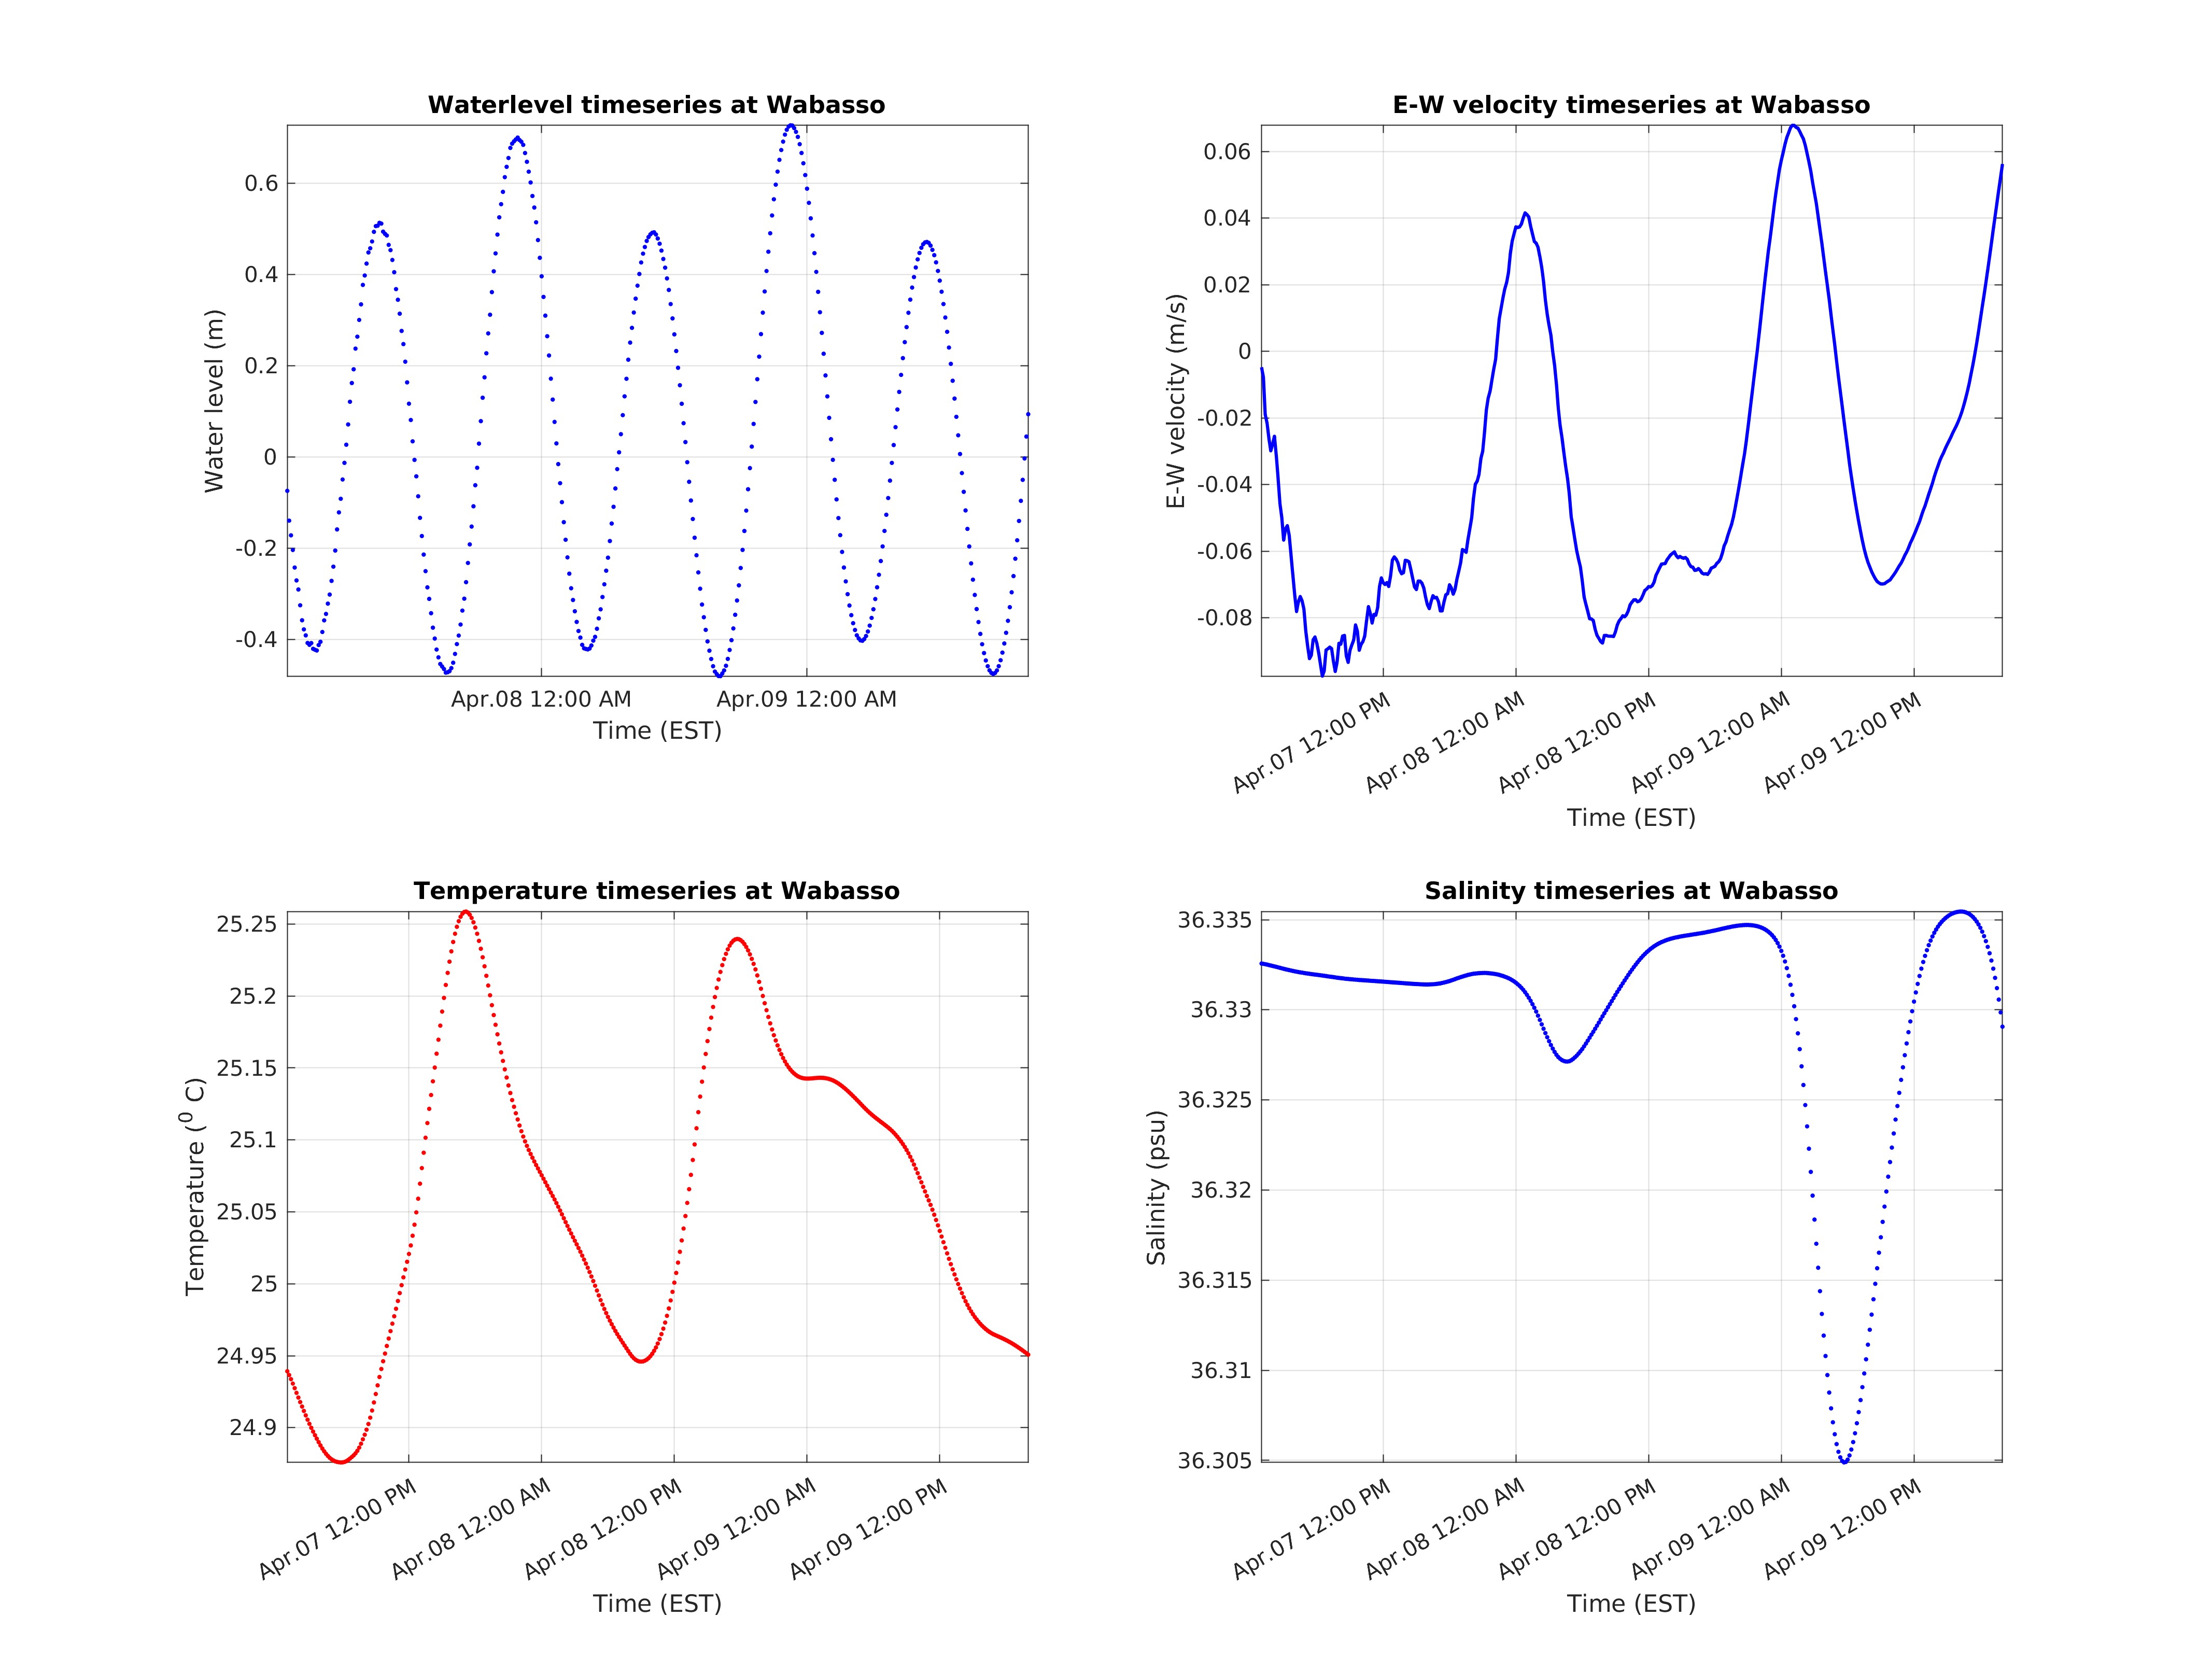 Waterlevel timeseries at Wabasso
0.6
0.4
0.2
0
-0.2
-0.4
Water level (m)
Apr.08 12:00 AM
Apr.09 12:00 AM
Time (EST)
E-W velocity timeseries at Wabasso
0.06
0.04
0.02
0
-0.02
-0.04
-0.06
-0.08
E-W velocity (m/s)
Apr.07 12:00 PM
Apr.08 12:00 AM
Apr.08 12:00 PM
Apr.09 12:00 AM
Apr.09 12:00 PM
Time (EST)
Temperature timeseries at Wabasso
25.25
25.2
25.15
25.1
25.05
25
24.95
24.9
Temperature (⁰ C)
Apr.07 12:00 PM
Apr.08 12:00 AM
Apr.08 12:00 PM
Apr.09 12:00 AM
Apr.09 12:00 PM
Time (EST)
Salinity timeseries at Wabasso
36.335
36.33
36.325
36.32
36.315
36.31
36.305
Salinity (psu)
Apr.07 12:00 PM
Apr.08 12:00 AM
Apr.08 12:00 PM
Apr.09 12:00 AM
Apr.09 12:00 PM
Time (EST)